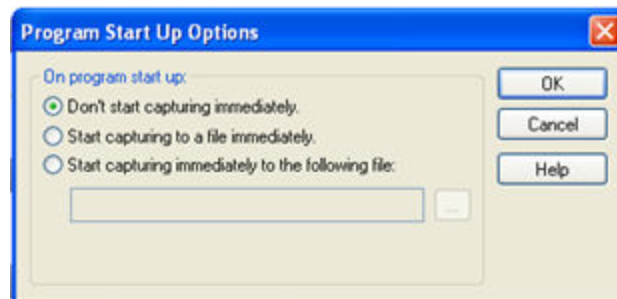 Program Start Up Options
On program start up:
Don't start capturing immediately.
Start capturing to a file immediately.
Start capturing immediately to the following file:
...
OK
Cancel
Help